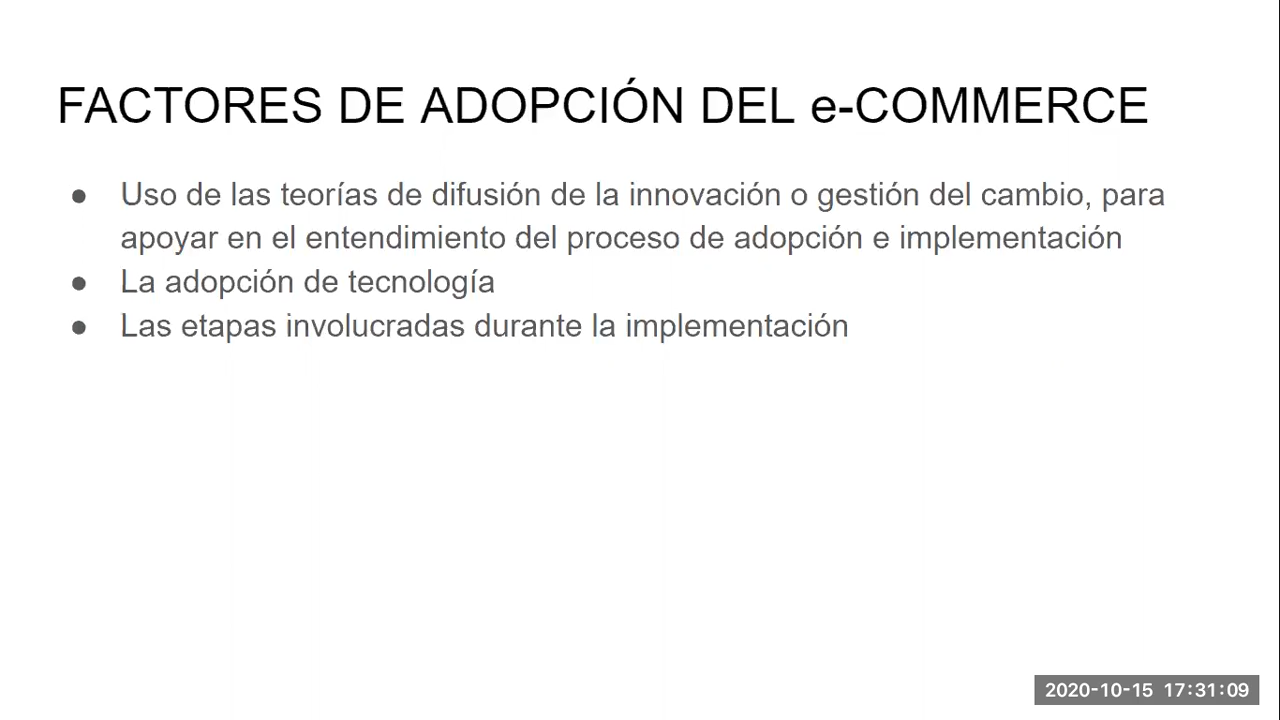 FACTORES DE ADOPCIÓN DEL e-COMMERCE
● Uso de las teorías de difusión de la innovación o gestión del cambio, para
apoyar en el entendimiento del proceso de adopción e implementación
● La adopción de tecnología
● Las etapas involucradas durante la implementación
2020-10-15 17:31:09